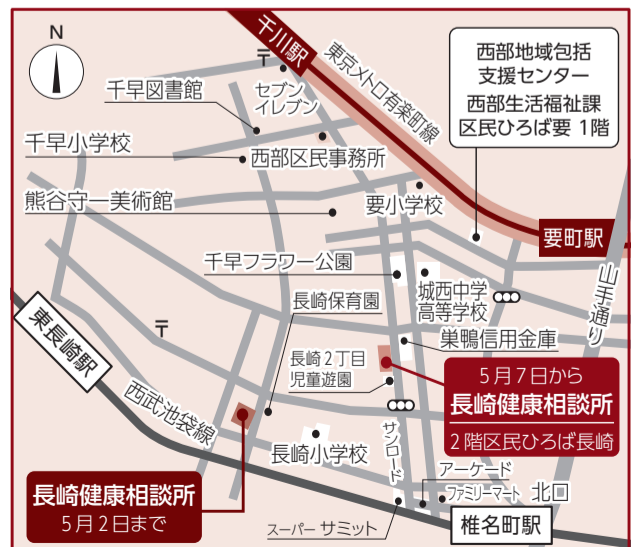 N
千川駅
〒
セブン
イレブン
東京メトロ有楽町線
西部地域包括
支援センター
西部生活福祉課
区民ひろば要 1階
千早図書館
千早小学校
西部区民事務所
熊谷守一美術館
要小学校
要町駅
千早フラワー公園
城西中学
高等学校
山手通り
長崎保育園
巣鴨信用金庫
〒
東長崎駅
長崎2丁目
児童遊園
5月7日から
長崎健康相談所
2階区民ひろば長崎
西武池袋線
サンロード
長崎小学校
アーケード
ファミリーマート
北口
長崎健康相談所
5月2日まで
スーパー サミット
椎名町駅